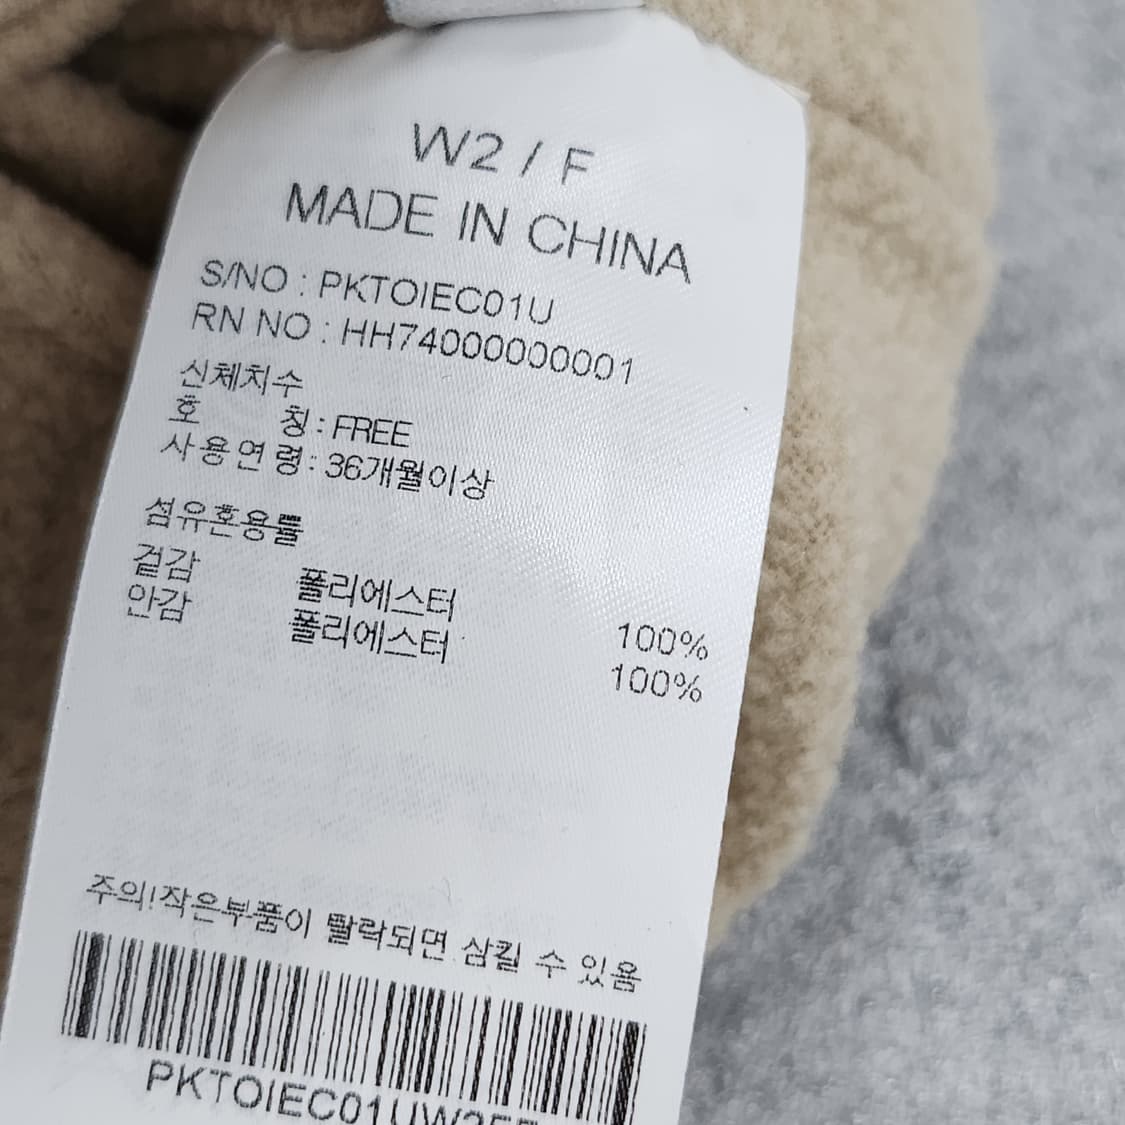 W2 / F
MADE IN CHINA
S/NO : PKTOIEC01U
RN NO : HH74000000001
신체치수
호 칭 : FREE
사용연령 : 36개월이상
섬유혼용률
겉감 폴리에스터 100%
안감 폴리에스터 100%
주의!작은부품이 탈락되면 삼킬 수 있음